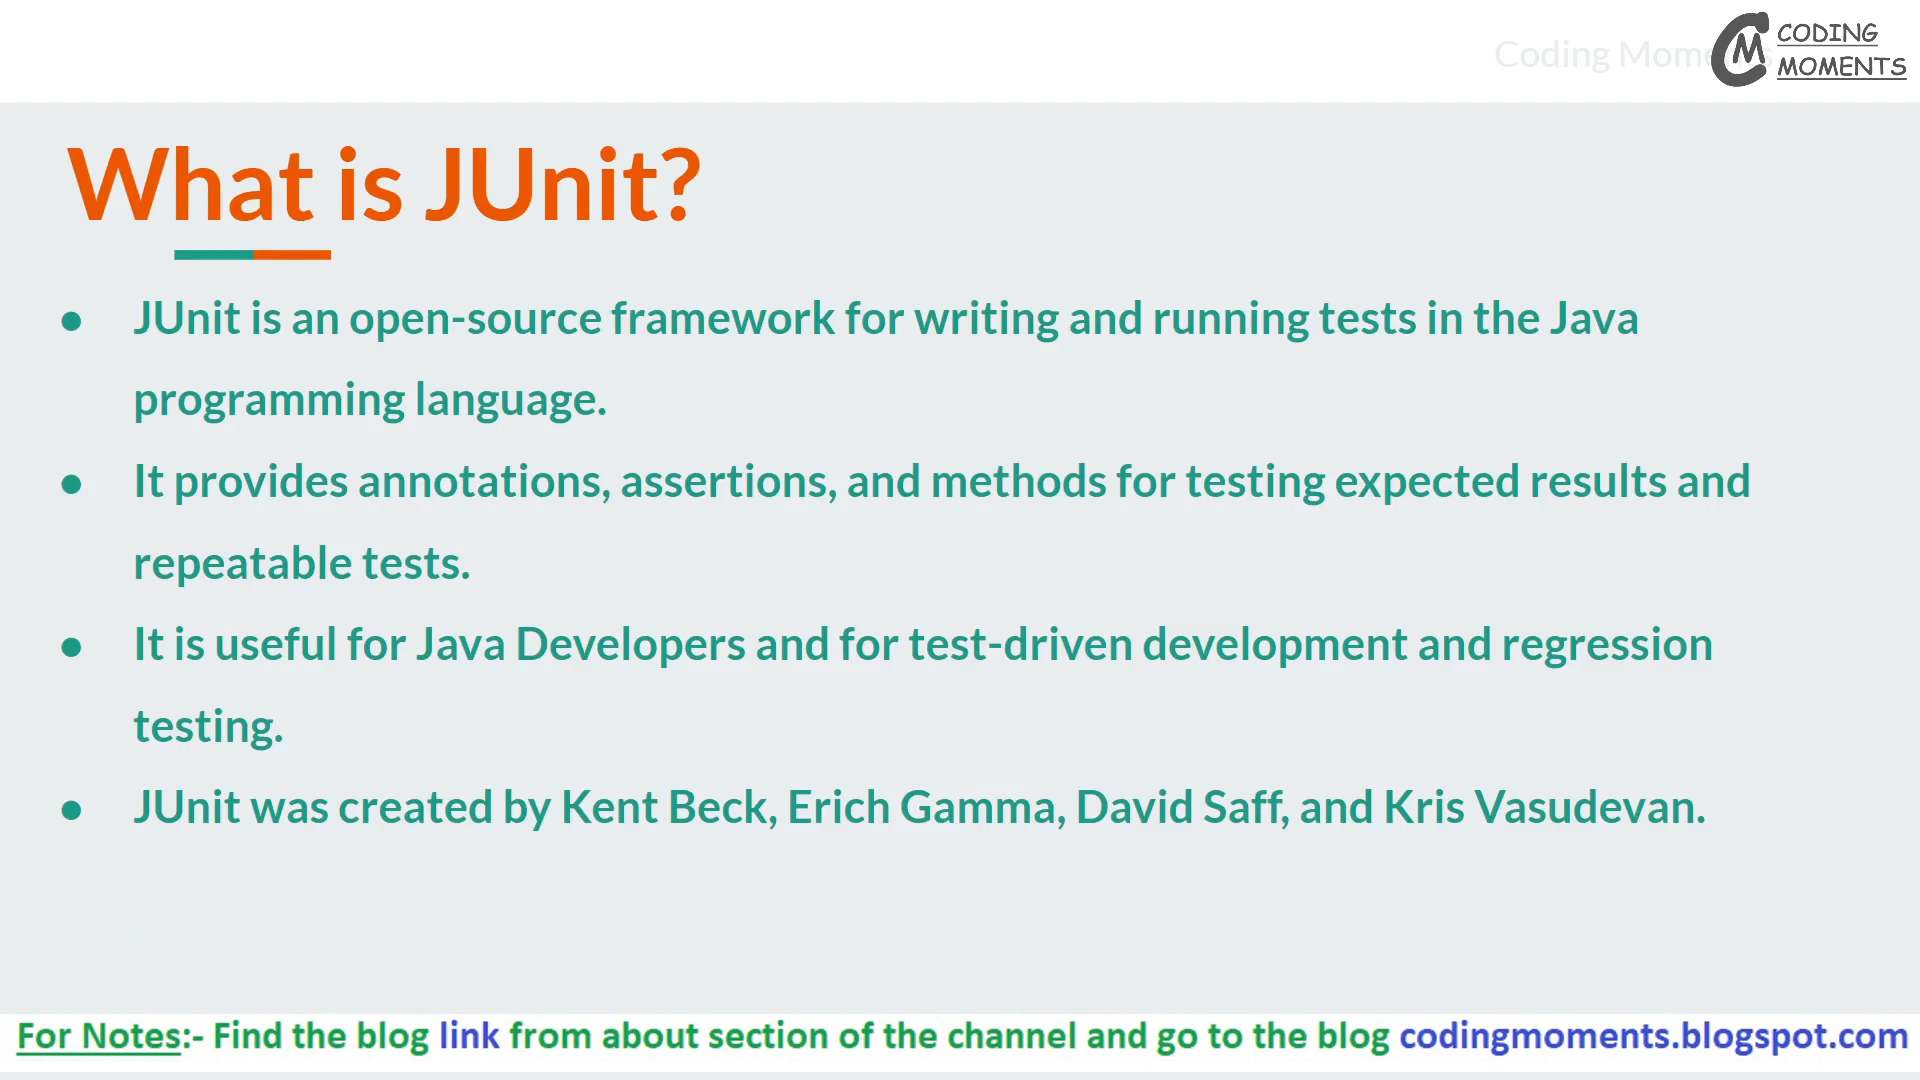 Coding Mom
CODING
MOMENTS
What is JUnit?
● JUnit is an open-source framework for writing and running tests in the Java
programming language.
● It provides annotations, assertions, and methods for testing expected results and
repeatable tests.
● It is useful for Java Developers and for test-driven development and regression
testing.
● JUnit was created by Kent Beck, Erich Gamma, David Saff, and Kris Vasudevan.
For Notes:- Find the blog link from about section of the channel and go to the blog codingmoments.blogspot.com